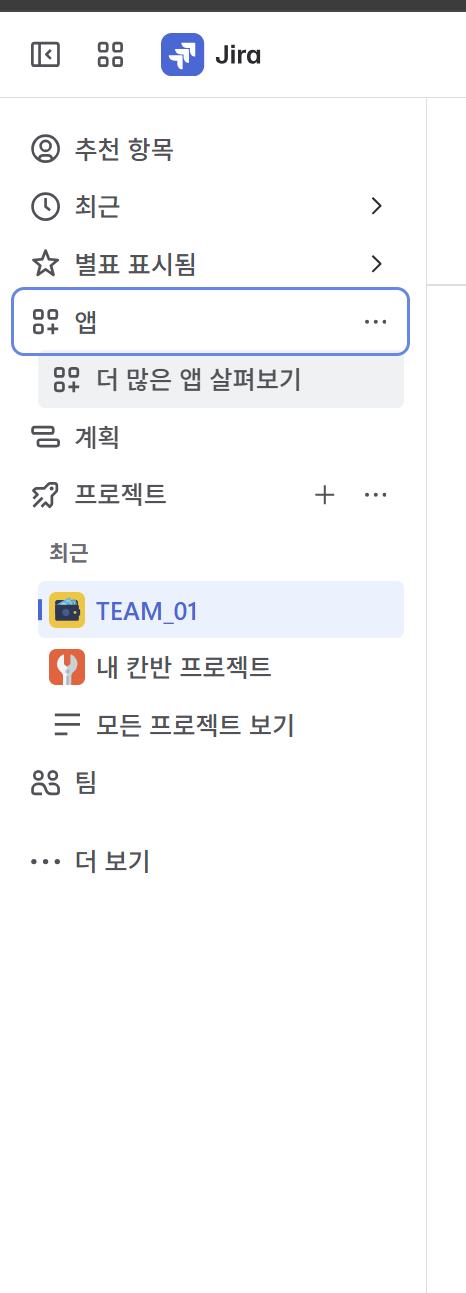 Jira
추천 항목
최근
별표 표시됨
앱
더 많은 앱 살펴보기
계획
프로젝트
최근
TEAM_01
내 칸반 프로젝트
모든 프로젝트 보기
팀
더 보기